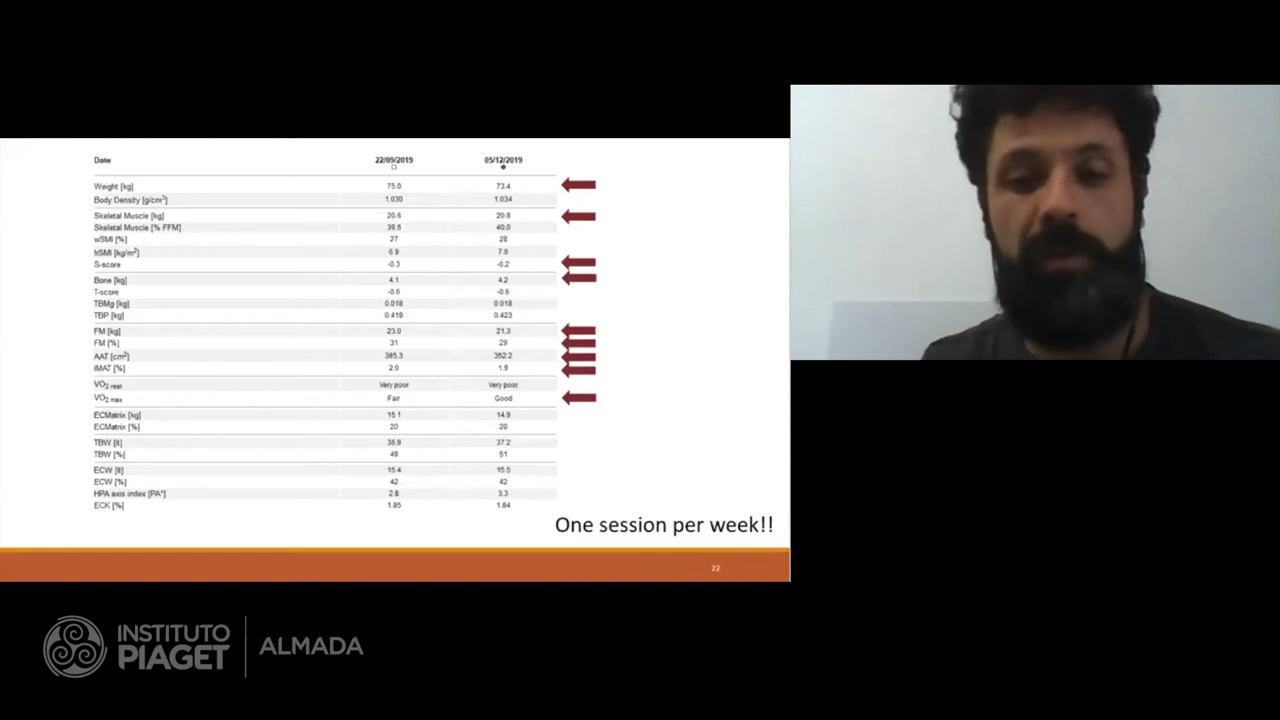 Date 22/09/2019 05/12/2019
Weight [kg] 75.0 73.4
Body Density [g/cm³] 1.030 1.034
Skeletal Muscle [kg] 20.6 20.8
Skeletal Muscle [% FFM] 39.6 40.0
wSMI [%] 27 28
hSMI [kg/m²] 6.9 7.0
S-score -0.3 -0.2
Bone [kg] 4.1 4.2
T-score -0.6 -0.6
TBMg [kg] 0.018 0.018
TBP [kg] 0.419 0.423
FM [kg] 23.0 21.3
FM [%] 31 29
AAT [cm²] 385.3 352.2
IMAT [%] 2.0 1.9
VO2 rest Very poor Very poor
VO2 max Fair Good
ECMatrix [kg] 15.1 14.9
ECMatrix [%] 20 20
TBW [lt] 36.9 37.2
TBW [%] 49 51
ECW [lt] 15.4 15.5
ECW [%] 42 42
HPA axis index [PA°] 2.8 3.3
ECK [%] 1.85 1.84
One session per week!!
22
INSTITUTO
PIAGET
ALMADA